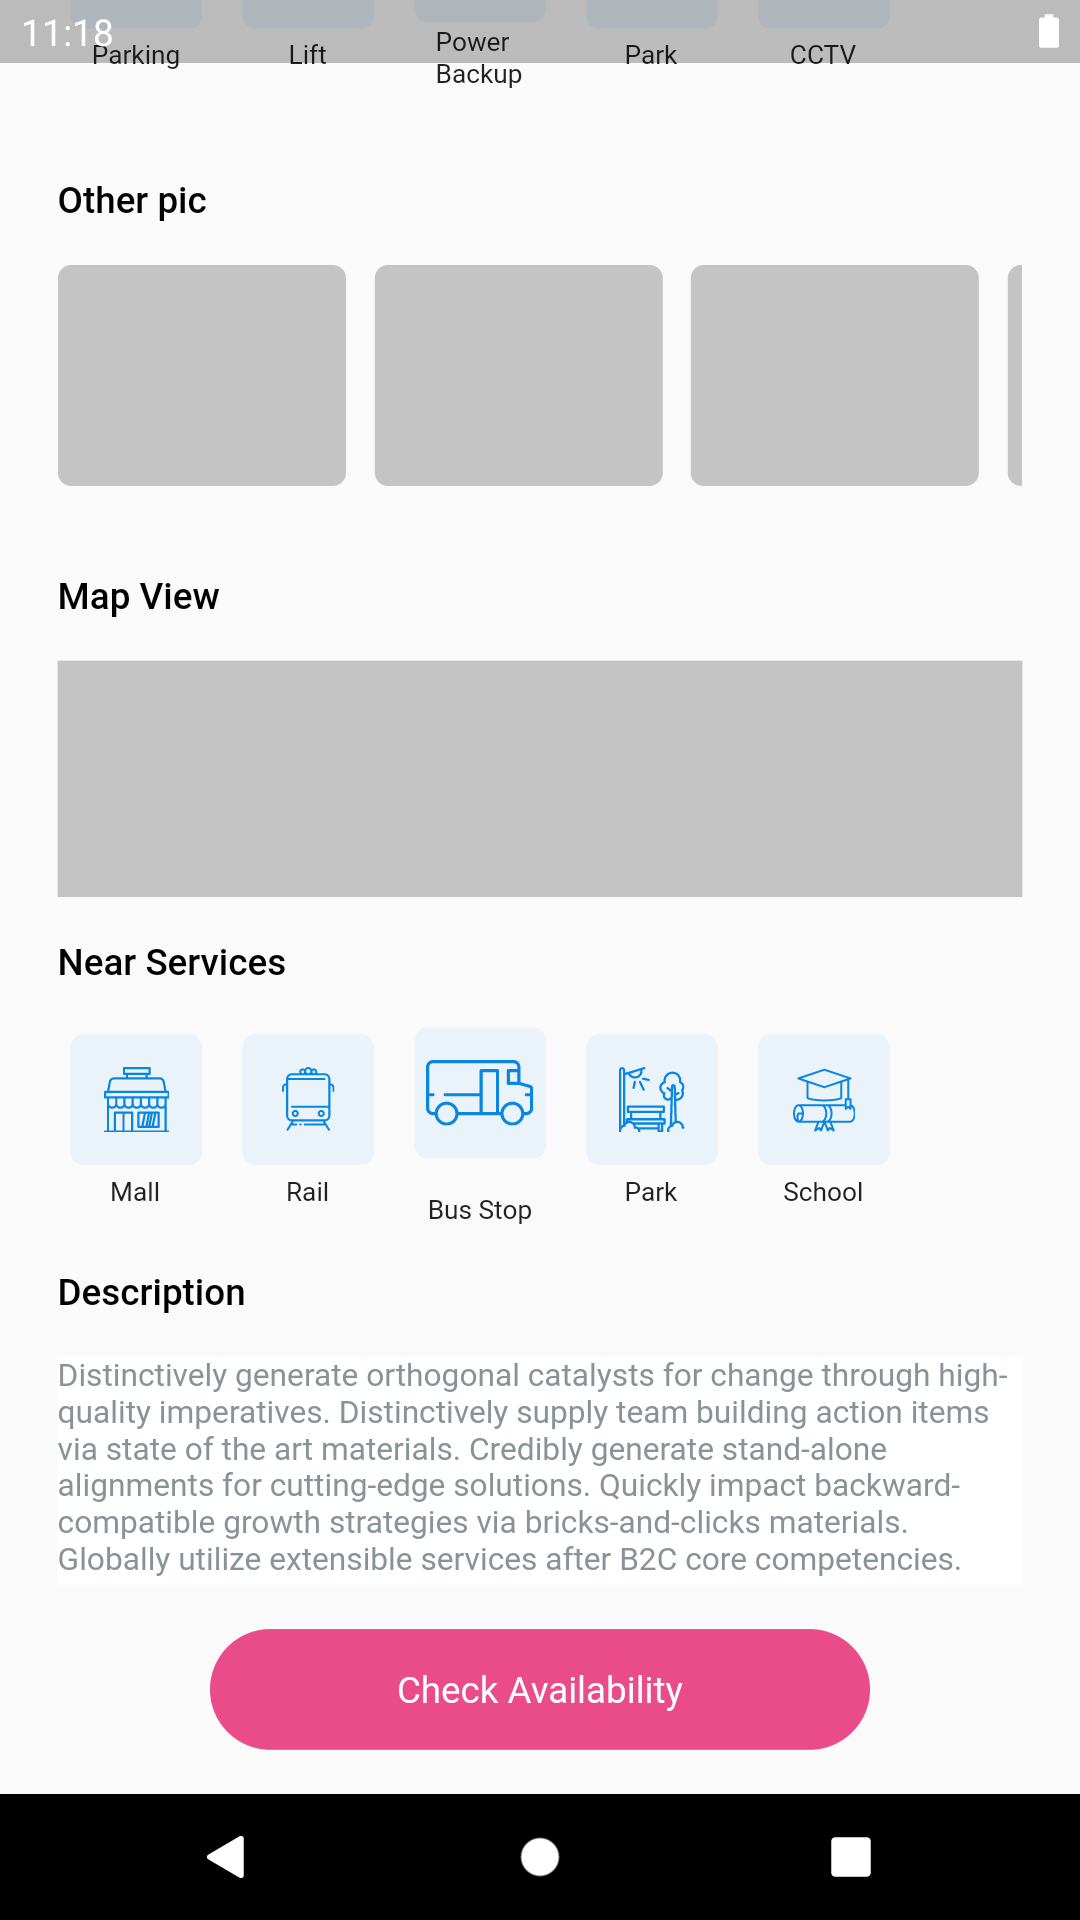 11:18
Parking
Lift
Power
Backup
Park
CCTV
Other pic
Map View
Near Services
Mall
Rail
Bus Stop
Park
School
Description
Distinctively generate orthogonal catalysts for change through high-
quality imperatives. Distinctively supply team building action items
via state of the art materials. Credibly generate stand-alone
alignments for cutting-edge solutions. Quickly impact backward-
compatible growth strategies via bricks-and-clicks materials.
Globally utilize extensible services after B2C core competencies.
Check Availability